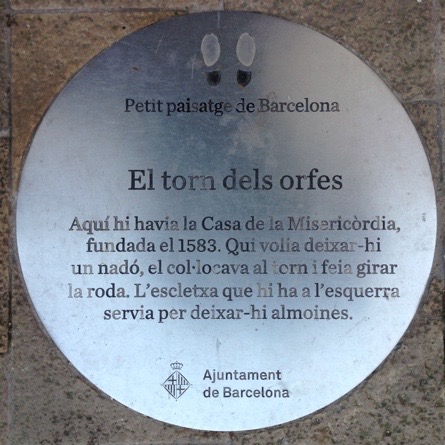 Petit paisatge de Barcelona
El torn dels orfes
Aquí hi havia la Casa de la Misericòrdia,
fundada el 1583. Qui volia deixar-hi
un nadó, el col·locava al torn i feia girar
la roda. L'escletxa que hi ha a l'esquerra
servia per deixar-hi almoines.
Ajuntament
de Barcelona